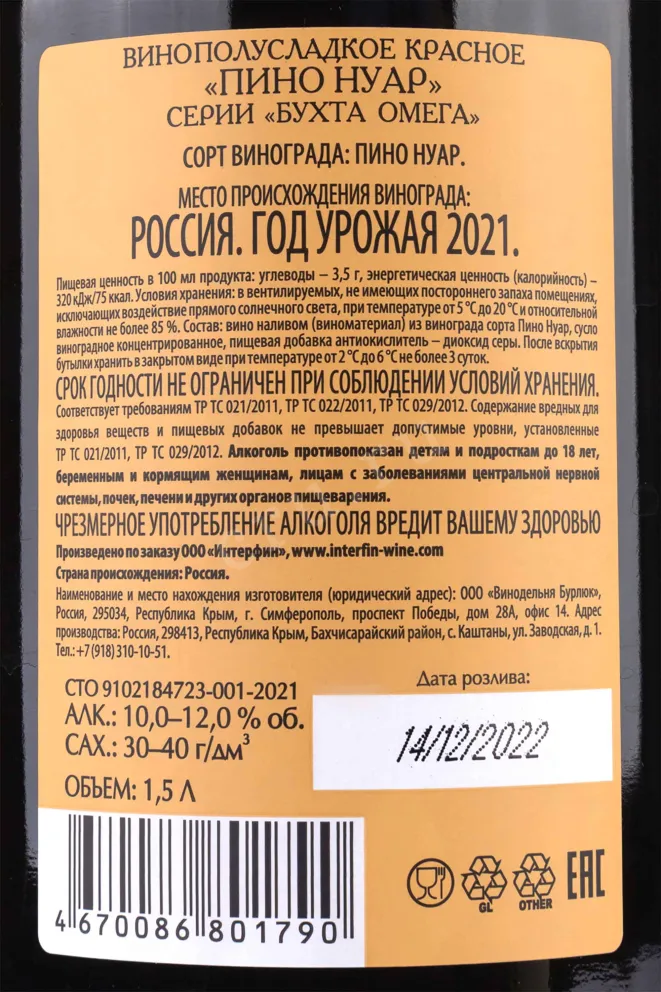 ВИНО ПОЛУСЛАДКОЕ КРАСНОЕ
«ПИНО НУАР»
СЕРИИ «БУХТА ОМЕГА»
СОРТ ВИНОГРАДА: ПИНО НУАР.
МЕСТО ПРОИСХОЖДЕНИЯ ВИНОГРАДА:
РОССИЯ. ГОД УРОЖАЯ 2021.
Пищевая ценность в 100 мл продукта: углеводы – 3,5 г, энергетическая ценность (калорийность) –
320 кДж/75 ккал. Условия хранения: в вентилируемых, не имеющих постороннего запаха помещениях,
исключающих воздействие прямого солнечного света, при температуре от 5 °С до 20 °С и относительной
влажности не более 85 %. Состав: вино наливом (виноматериал) из винограда сорта Пино Нуар, сусло
виноградное концентрированное, пищевая добавка антиокислитель – диоксид серы. После вскрытия
бутылки хранить в закрытом виде при температуре от 2 °С до 6 °С не более 3 суток.
СРОК ГОДНОСТИ НЕ ОГРАНИЧЕН ПРИ СОБЛЮДЕНИИ УСЛОВИЙ ХРАНЕНИЯ.
Соответствует требованиям ТР ТС 021/2011, ТР ТС 022/2011, ТР ТС 029/2012. Содержание вредных для
здоровья веществ и пищевых добавок не превышает допустимые уровни, установленные
ТР ТС 021/2011, ТР ТС 029/2012. Алкоголь противопоказан детям и подросткам до 18 лет,
беременным и кормящим женщинам, лицам с заболеваниями центральной нервной
системы, почек, печени и других органов пищеварения.
ЧРЕЗМЕРНОЕ УПОТРЕБЛЕНИЕ АЛКОГОЛЯ ВРЕДИТ ВАШЕМУ ЗДОРОВЬЮ
Произведено по заказу ООО «Интерфин», www.interfin-wine.com
Страна происхождения: Россия.
Наименование и место нахождения изготовителя (юридический адрес): ООО «Винодельня Бурлюк»,
Россия, 295034, Республика Крым, г. Симферополь, проспект Победы, дом 28А, офис 14. Адрес
производства: Россия, 298413, Республика Крым, Бахчисарайский район, с. Каштаны, ул. Заводская, д. 1.
Тел.: +7 (918) 310-10-51.
СТО 9102184723-001-2021
АЛК.: 10,0–12,0 % об.
САХ.: 30–40 г/дм³
ОБЪЕМ: 1,5 Л
Дата розлива:
14/12/2022
4 670086 801790
GL
OTHER
EAC